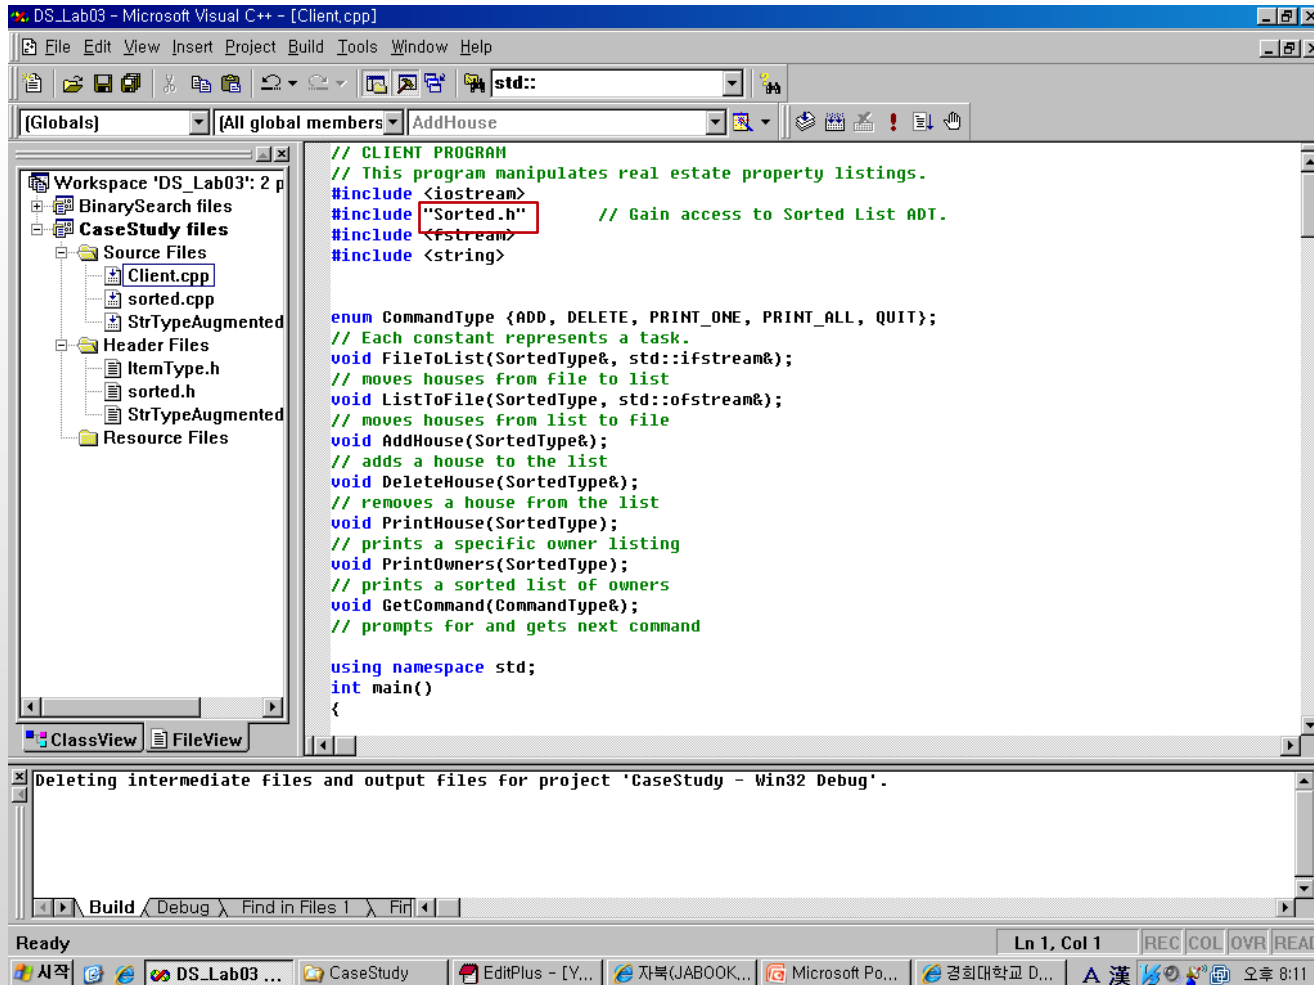 DS_Lab03 - Microsoft Visual C++ - [Client.cpp]
File Edit View Insert Project Build Tools Window Help
std::
(Globals) (All global members AddHouse
Workspace 'DS_Lab03': 2 p
BinarySearch files
CaseStudy files
Source Files
Client.cpp
sorted.cpp
StrTypeAugmented
Header Files
ItemType.h
sorted.h
StrTypeAugmented
Resource Files
ClassView FileView
// CLIENT PROGRAM
// This program manipulates real estate property listings.
#include <iostream>
#include "Sorted.h" // Gain access to Sorted List ADT.
#include <fstream>
#include <string>
enum CommandType {ADD, DELETE, PRINT_ONE, PRINT_ALL, QUIT};
// Each constant represents a task.
void FileToList(SortedType&, std::ifstream&);
// moves houses from file to list
void ListToFile(SortedType, std::ofstream&);
// moves houses from list to file
void AddHouse(SortedType&);
// adds a house to the list
void DeleteHouse(SortedType&);
// removes a house from the list
void PrintHouse(SortedType);
// prints a specific owner listing
void PrintOwners(SortedType);
// prints a sorted list of owners
void GetCommand(CommandType&);
// prompts for and gets next command
using namespace std;
int main()
{
Deleting intermediate files and output files for project 'CaseStudy - Win32 Debug'.
Build Debug Find in Files 1 Fin
Ready Ln 1, Col 1 REC COL OVR READ
시작 DS_Lab03 ... CaseStudy EditPlus - [Y... 자북(JABOOK... Microsoft Po... 경희대학교 D... A 漢 오후 8:11